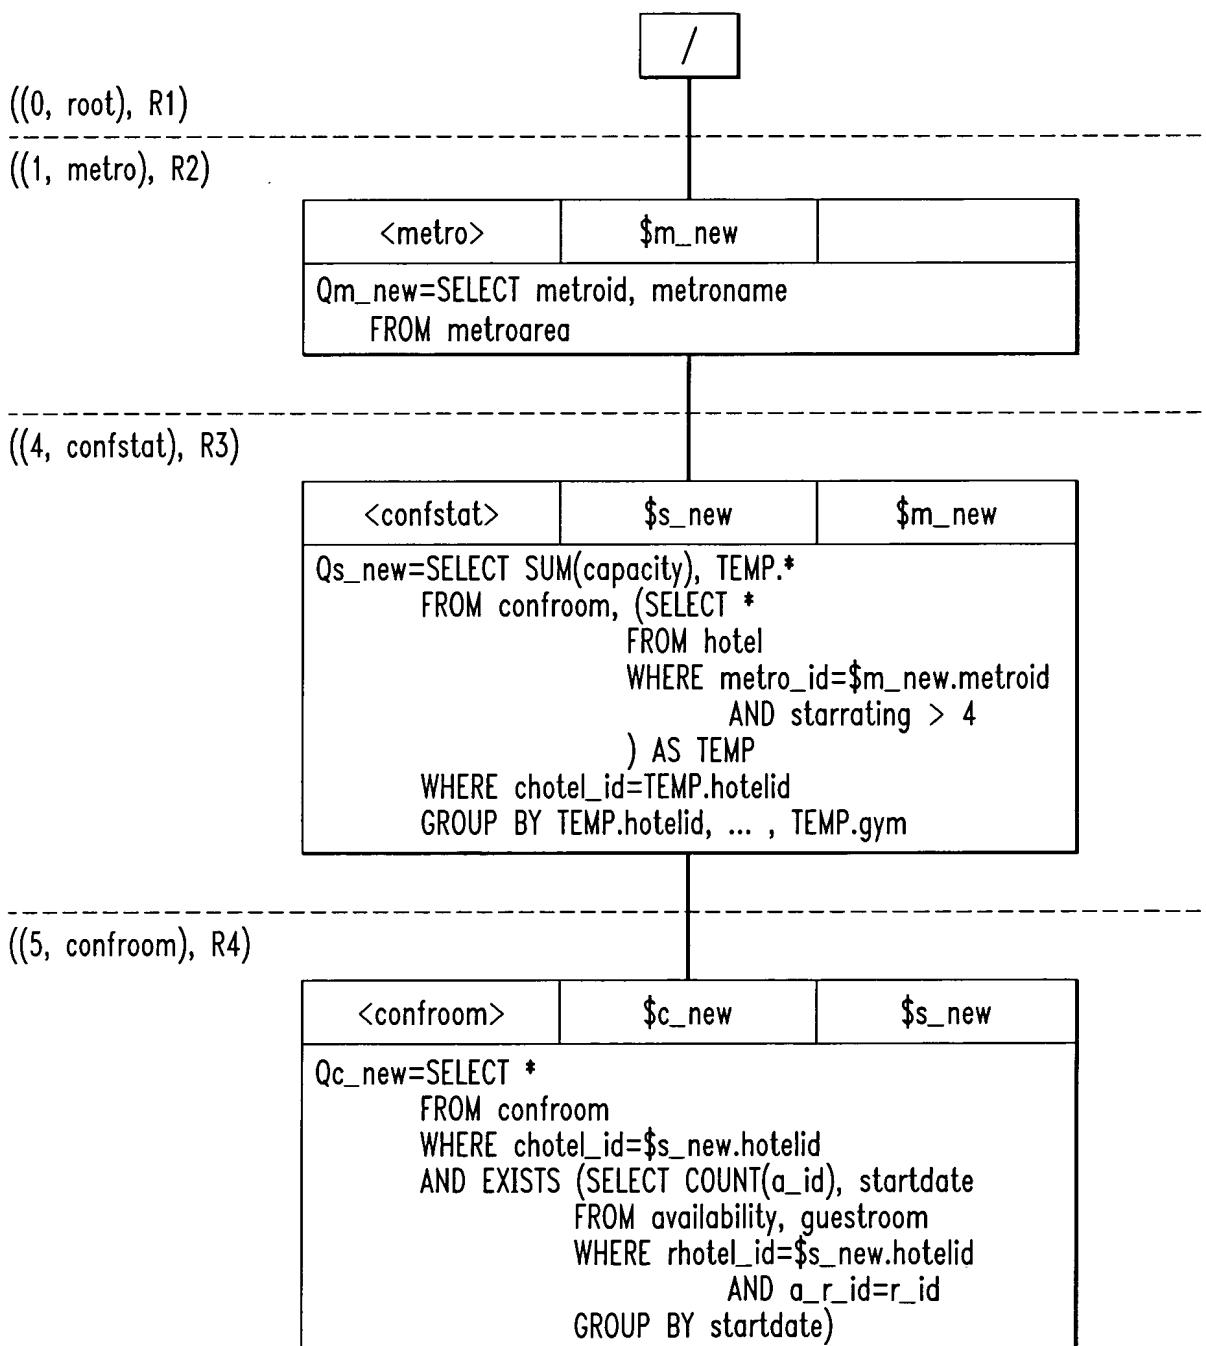 /
((0, root), R1)
((1, metro), R2)
<metro> $m_new
Qm_new=SELECT metroid, metroname
FROM metroarea
((4, confstat), R3)
<confstat> $s_new $m_new
Qs_new=SELECT SUM(capacity), TEMP.*
FROM confroom, (SELECT *
FROM hotel
WHERE metro_id=$m_new.metroid
AND starrating > 4
) AS TEMP
WHERE chotel_id=TEMP.hotelid
GROUP BY TEMP.hotelid, ... , TEMP.gym
((5, confroom), R4)
<confroom> $c_new $s_new
Qc_new=SELECT *
FROM confroom
WHERE chotel_id=$s_new.hotelid
AND EXISTS (SELECT COUNT(a_id), startdate
FROM availability, guestroom
WHERE rhotel_id=$s_new.hotelid
AND a_r_id=r_id
GROUP BY startdate)